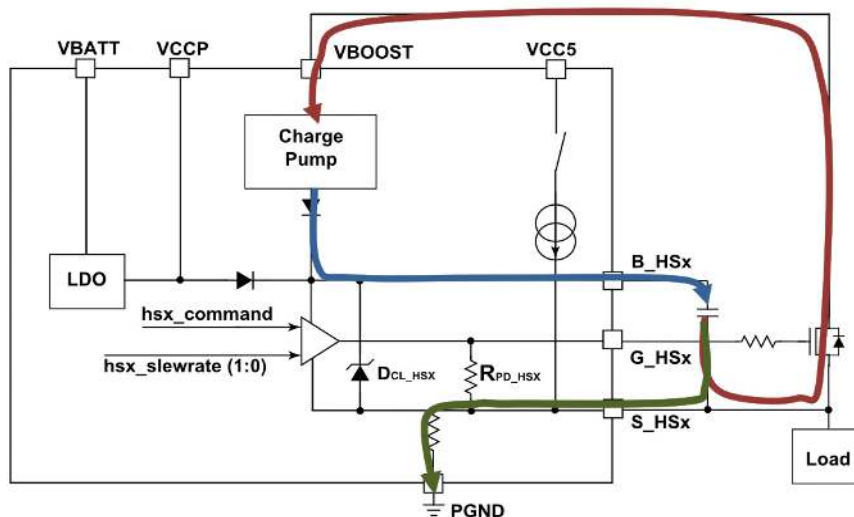 VBATT
VCCP
VBOOST
VCC5
Charge
Pump
LDO
B_HSx
hsx_command
G_HSx
hsx_slewrate (1:0)
DCL_HSX
RPD_HSX
S_HSx
Load
PGND